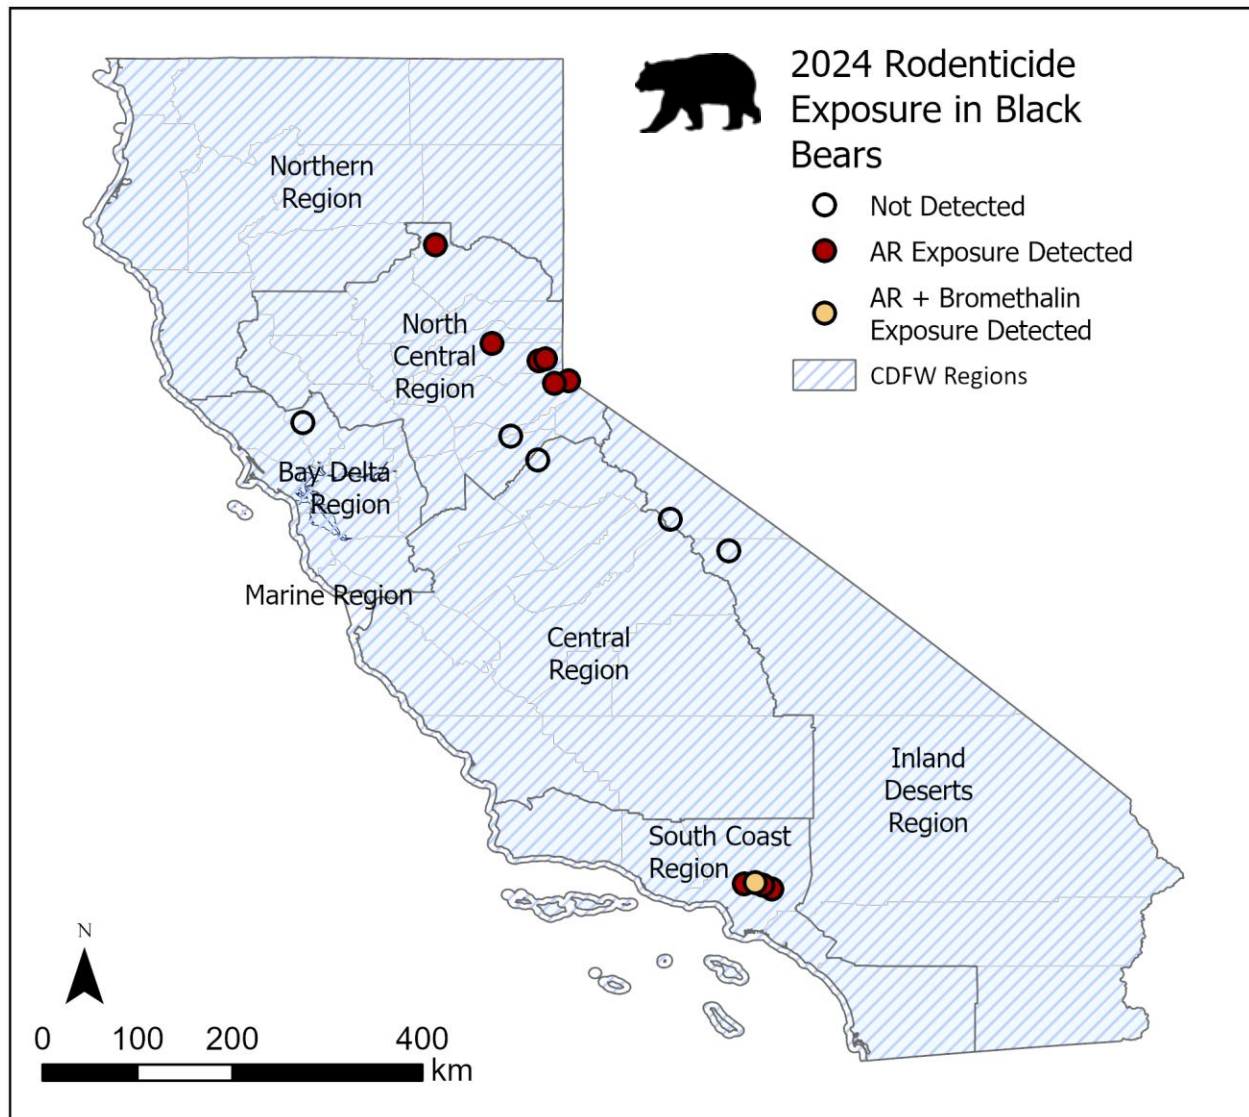 2024 Rodenticide
Exposure in Black
Bears
Not Detected
AR Exposure Detected
AR + Bromethalin
Exposure Detected
CDFW Regions
Northern
Region
North
Central
Region
Bay Delta
Region
Marine Region
Central
Region
Inland
Deserts
Region
South Coast
Region
N
0 100 200 400
km